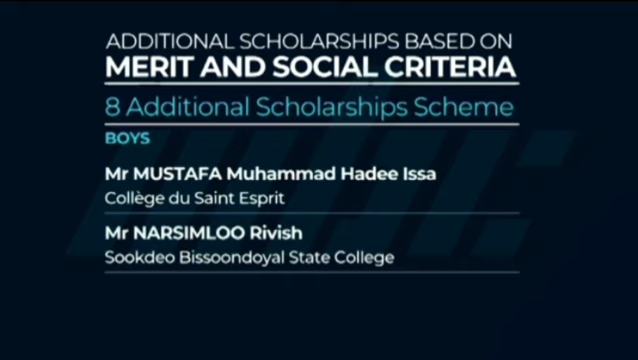 ADDITIONAL SCHOLARSHIPS BASED ON
MERIT AND SOCIAL CRITERIA
8 Additional Scholarships Scheme
BOYS
Mr MUSTAFA Muhammad Hadee Issa
Collège du Saint Esprit
Mr NARSIMLOO Rivish
Sookdeo Bissoondoyal State College